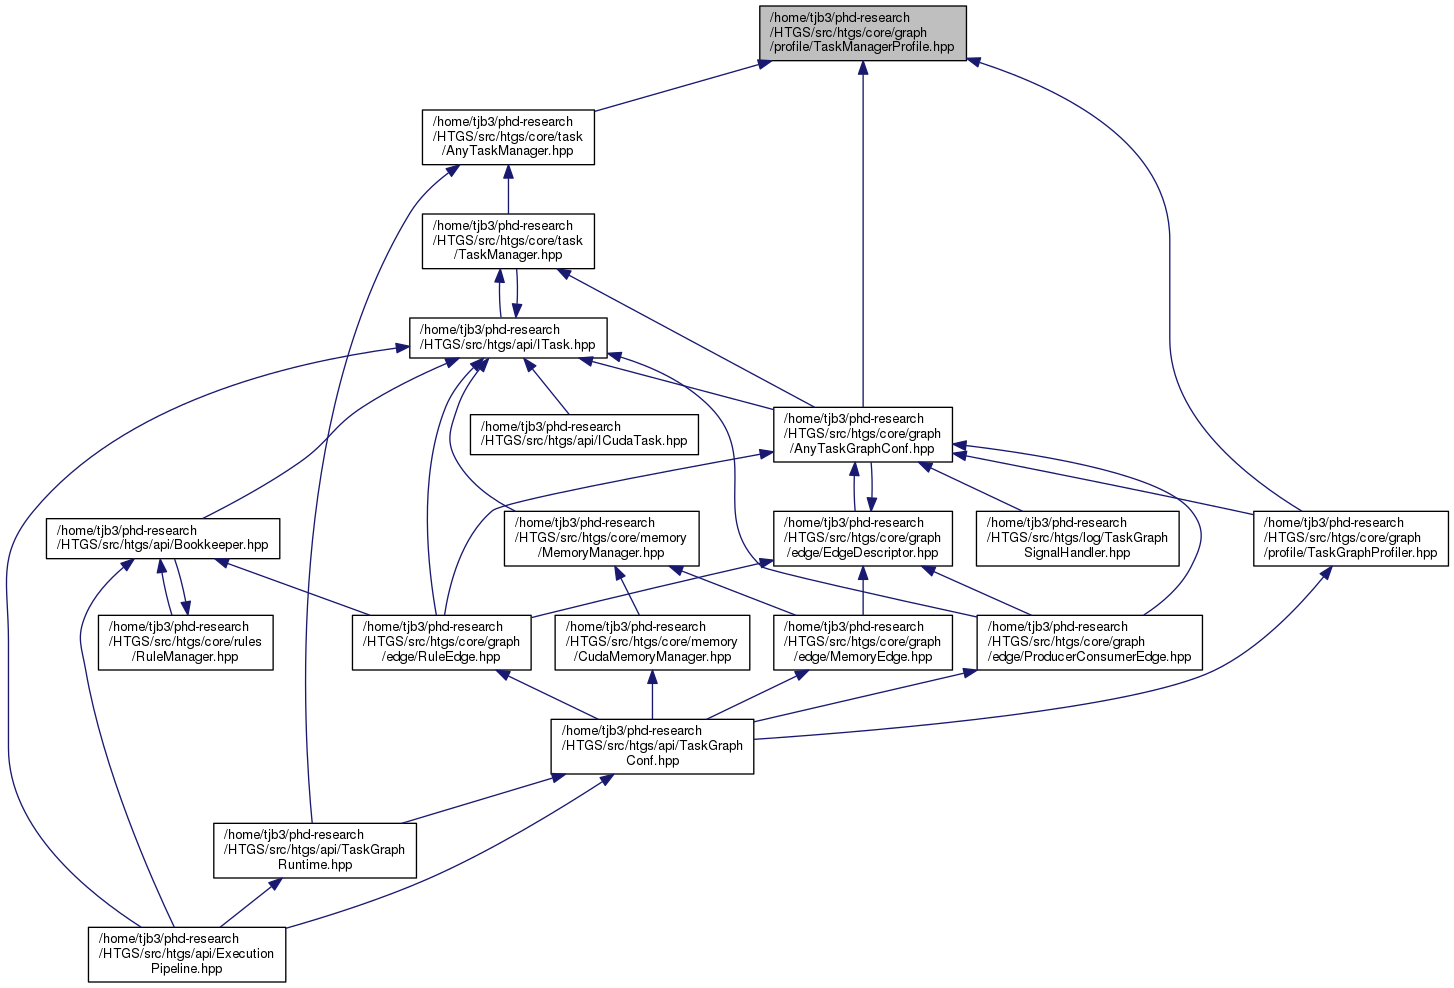 /home/tjb3/phd-research
/HTGS/src/htgs/core/graph
/profile/TaskManagerProfile.hpp
/home/tjb3/phd-research
/HTGS/src/htgs/core/task
/AnyTaskManager.hpp
/home/tjb3/phd-research
/HTGS/src/htgs/core/task
/TaskManager.hpp
/home/tjb3/phd-research
/HTGS/src/htgs/api/ITask.hpp
/home/tjb3/phd-research
/HTGS/src/htgs/api/ICudaTask.hpp
/home/tjb3/phd-research
/HTGS/src/htgs/core/graph
/AnyTaskGraphConf.hpp
/home/tjb3/phd-research
/HTGS/src/htgs/api/Bookkeeper.hpp
/home/tjb3/phd-research
/HTGS/src/htgs/core/memory
/MemoryManager.hpp
/home/tjb3/phd-research
/HTGS/src/htgs/core/graph
/edge/EdgeDescriptor.hpp
/home/tjb3/phd-research
/HTGS/src/htgs/log/TaskGraph
SignalHandler.hpp
/home/tjb3/phd-research
/HTGS/src/htgs/core/graph
/profile/TaskGraphProfiler.hpp
/home/tjb3/phd-research
/HTGS/src/htgs/core/rules
/RuleManager.hpp
/home/tjb3/phd-research
/HTGS/src/htgs/core/graph
/edge/RuleEdge.hpp
/home/tjb3/phd-research
/HTGS/src/htgs/core/memory
/CudaMemoryManager.hpp
/home/tjb3/phd-research
/HTGS/src/htgs/core/graph
/edge/MemoryEdge.hpp
/home/tjb3/phd-research
/HTGS/src/htgs/core/graph
/edge/ProducerConsumerEdge.hpp
/home/tjb3/phd-research
/HTGS/src/htgs/api/TaskGraph
Conf.hpp
/home/tjb3/phd-research
/HTGS/src/htgs/api/TaskGraph
Runtime.hpp
/home/tjb3/phd-research
/HTGS/src/htgs/api/Execution
Pipeline.hpp